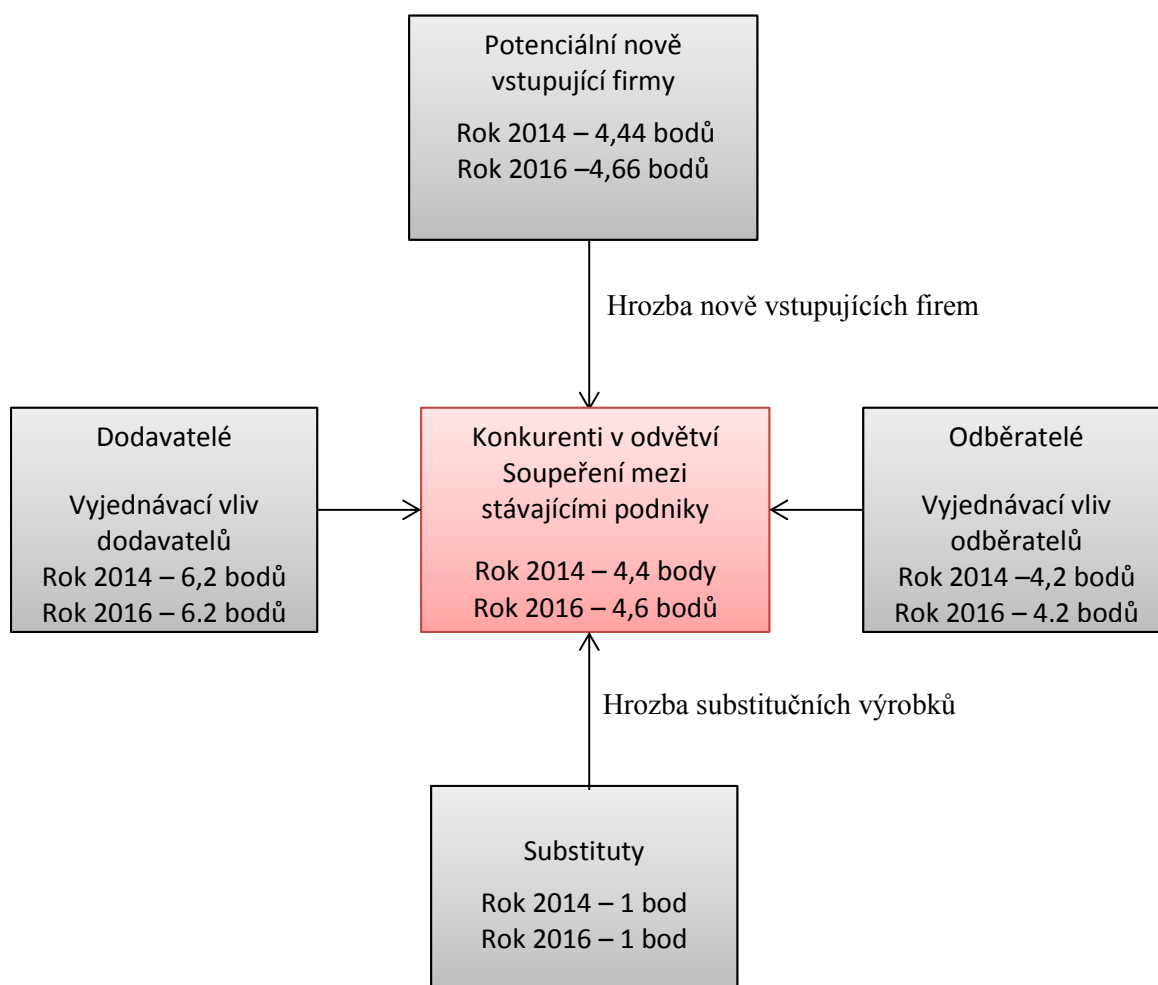 Potenciální nově
vstupující firmy
Rok 2014 – 4,44 bodů
Rok 2016 –4,66 bodů
Hrozba nově vstupujících firem
Dodavatelé
Vyjednávací vliv
dodavatelů
Rok 2014 – 6,2 bodů
Rok 2016 – 6.2 bodů
Konkurenti v odvětví
Soupeření mezi
stávajícími podniky
Rok 2014 – 4,4 body
Rok 2016 – 4,6 bodů
Odběratelé
Vyjednávací vliv
odběratelů
Rok 2014 –4,2 bodů
Rok 2016 – 4.2 bodů
Hrozba substitučních výrobků
Substituty
Rok 2014 – 1 bod
Rok 2016 – 1 bod